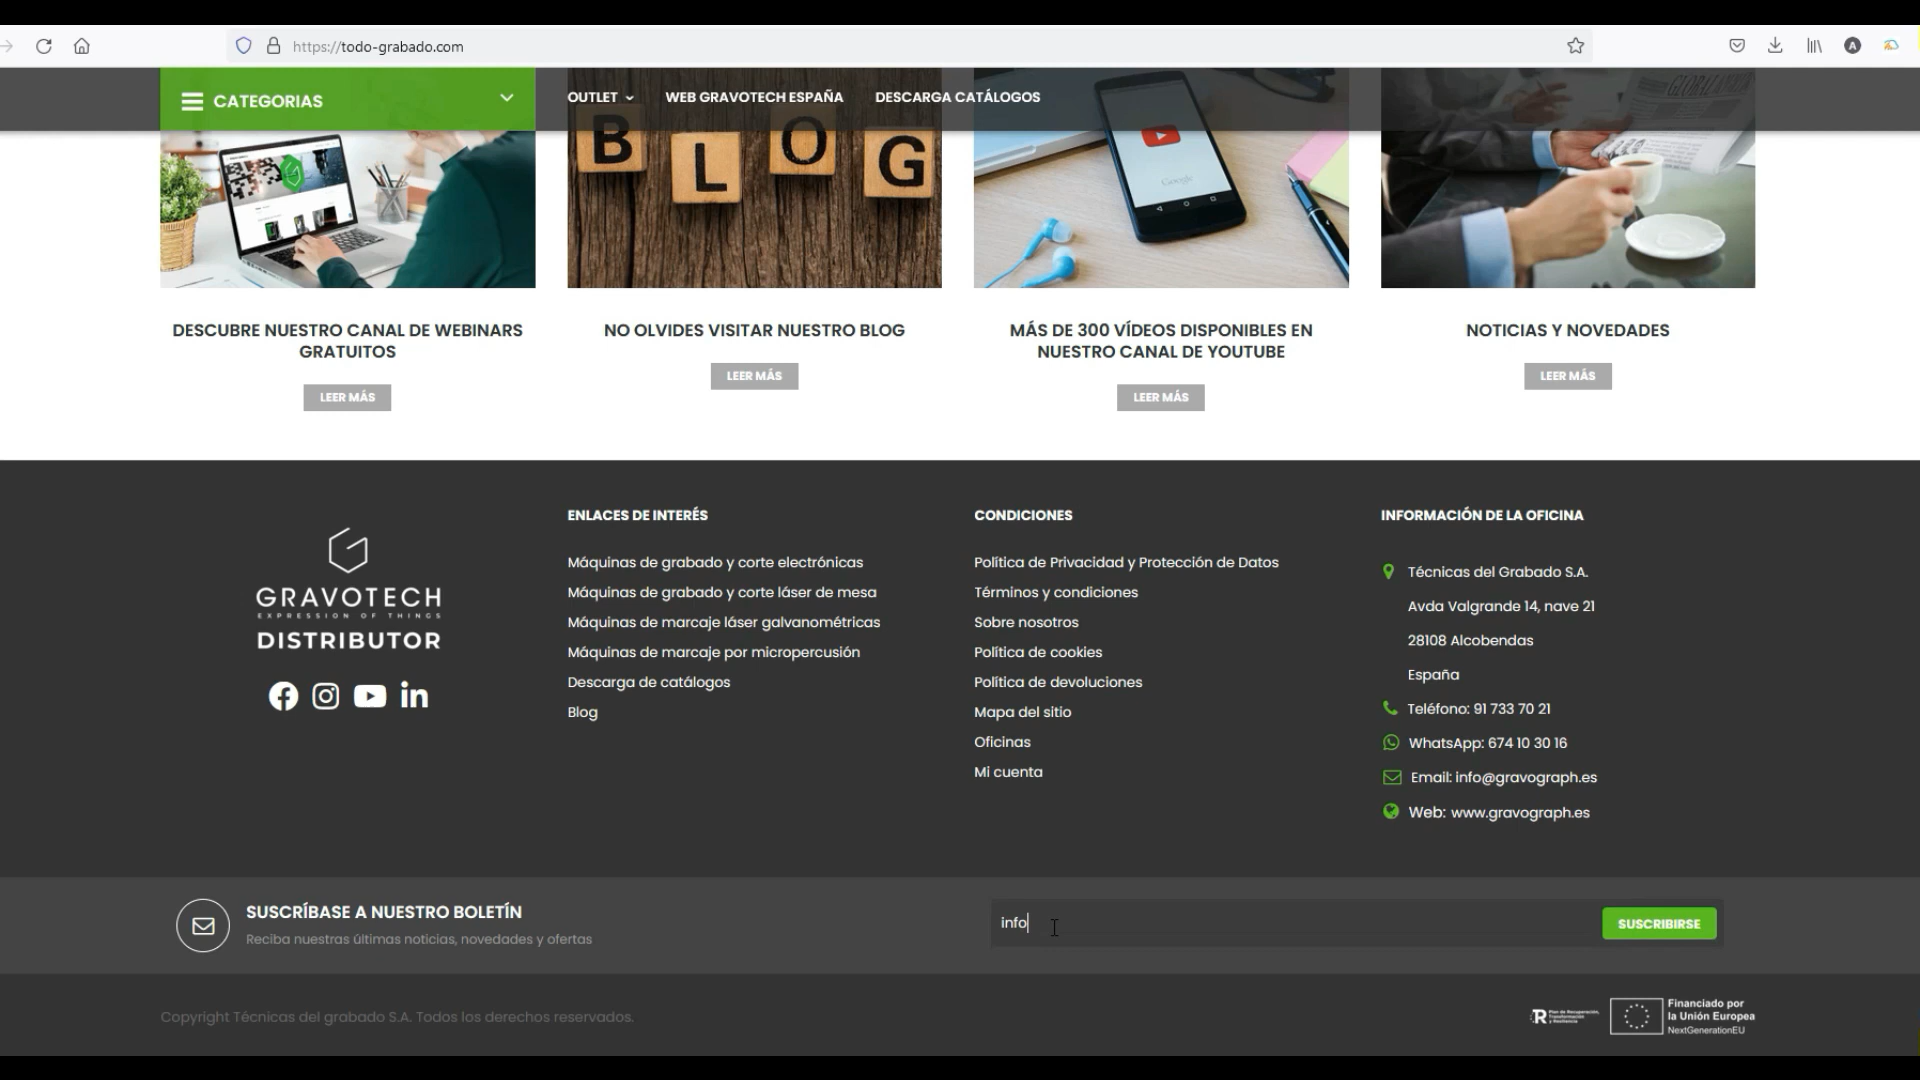 https://todo-grabado.com
A
CATEGORIAS
OUTLET
WEB GRAVOTECH ESPAÑA
DESCARGA CATÁLOGOS
BLOG
Google
DESCUBRE NUESTRO CANAL DE WEBINARS
GRATUITOS
LEER MÁS
NO OLVIDES VISITAR NUESTRO BLOG
LEER MÁS
MÁS DE 300 VÍDEOS DISPONIBLES EN
NUESTRO CANAL DE YOUTUBE
LEER MÁS
NOTICIAS Y NOVEDADES
LEER MÁS
GRAVOTECH
EXPRESSION OF THINGS
DISTRIBUTOR
ENLACES DE INTERÉS
Máquinas de grabado y corte electrónicas
Máquinas de grabado y corte láser de mesa
Máquinas de marcaje láser galvanométricas
Máquinas de marcaje por micropercusión
Descarga de catálogos
Blog
CONDICIONES
Política de Privacidad y Protección de Datos
Términos y condiciones
Sobre nosotros
Política de cookies
Política de devoluciones
Mapa del sitio
Oficinas
Mi cuenta
INFORMACIÓN DE LA OFICINA
Técnicas del Grabado S.A.
Avda Valgrande 14, nave 21
28108 Alcobendas
España
Teléfono: 91 733 70 21
WhatsApp: 674 10 30 16
Email: info@gravograph.es
Web: www.gravograph.es
SUSCRÍBASE A NUESTRO BOLETÍN
Reciba nuestras últimas noticias, novedades y ofertas
info
SUSCRIBIRSE
Copyright Técnicas del grabado S.A. Todos los derechos reservados.
Plan de Recuperación,
Transformación
y Resiliencia
Financiado por
la Unión Europea
NextGenerationEU